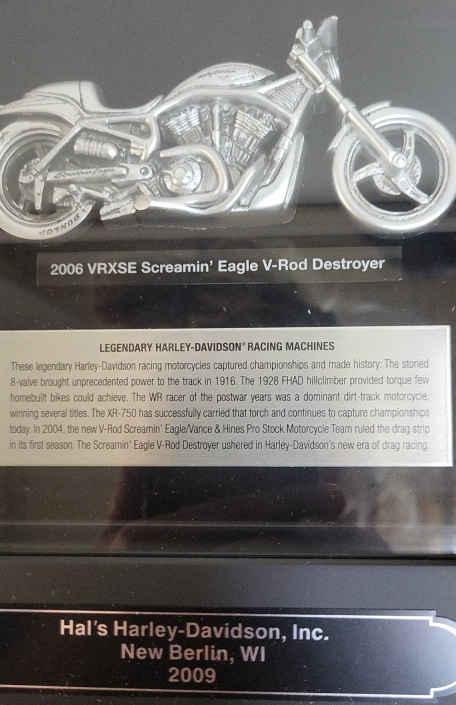 DUNLOP
2006 VRXSE Screamin' Eagle V-Rod Destroyer
LEGENDARY HARLEY-DAVIDSON® RACING MACHINES
These legendary Harley-Davidson racing motorcycles captured championships and made history: The storied
8-valve brought unprecedented power to the track in 1916. The 1928 FHAD hillclimber provided torque few
homebuilt bikes could achieve. The WR racer of the postwar years was a dominant dirt-track motorcycle,
winning several titles. The XR-750 has successfully carried that torch and continues to capture championships
today. In 2004, the new V-Rod Screamin' Eagle/Vance & Hines Pro Stock Motorcycle Team ruled the drag strip
in its first season. The Screamin' Eagle V-Rod Destroyer ushered in Harley-Davidson's new era of drag racing.
Hal's Harley-Davidson, Inc.
New Berlin, WI
2009